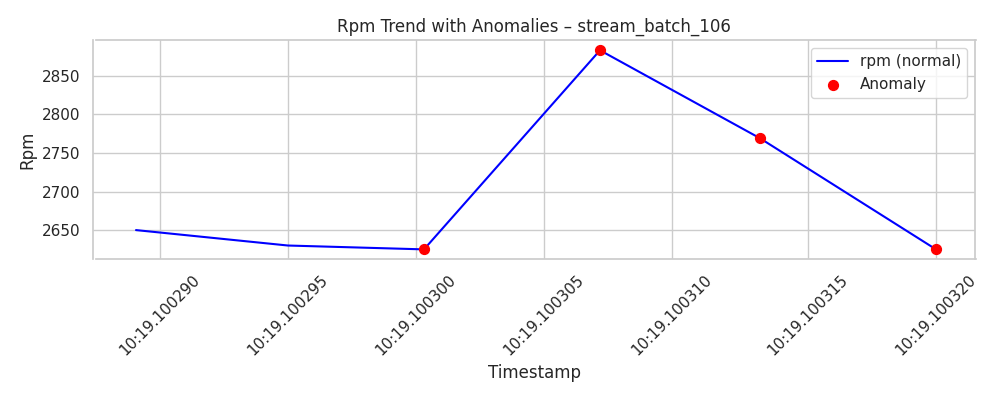 Rpm Trend with Anomalies – stream_batch_106
rpm (normal)
Anomaly
Rpm
2850
2800
2750
2700
2650
10:19.100290
10:19.100295
10:19.100300
10:19.100305
10:19.100310
10:19.100315
10:19.100320
Timestamp